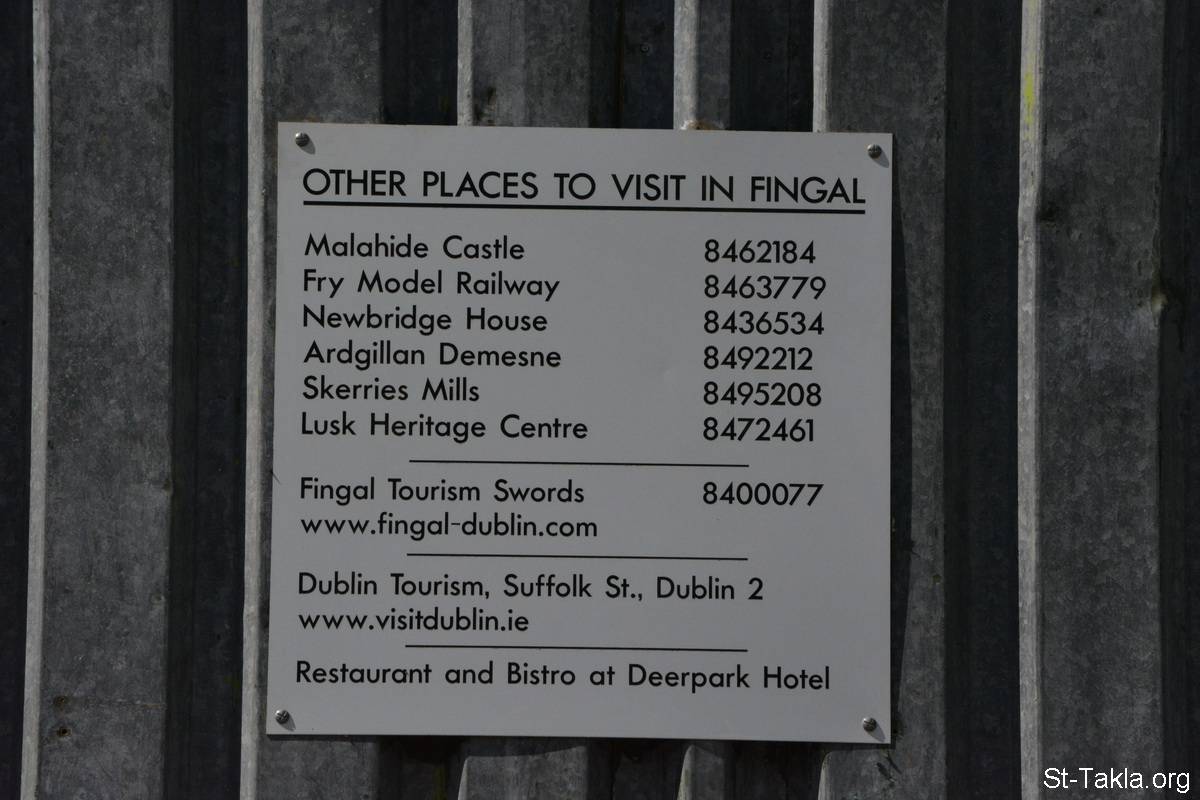 OTHER PLACES TO VISIT IN FINGAL
Malahide Castle 8462184
Fry Model Railway 8463779
Newbridge House 8436534
Ardgillan Demesne 8492212
Skerries Mills 8495208
Lusk Heritage Centre 8472461
Fingal Tourism Swords 8400077
www.fingal-dublin.com
Dublin Tourism, Suffolk St., Dublin 2
www.visitdublin.ie
Restaurant and Bistro at Deerpark Hotel
St-Takla.org